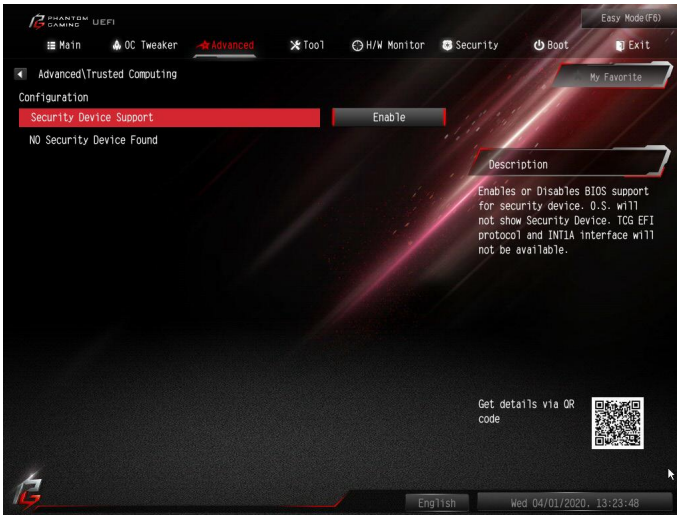 PHANTOM GAMING UEFI
Easy Mode(F6)
Main OC Tweaker Advanced Tool H/W Monitor Security Boot Exit
Advanced\Trusted Computing
My Favorite
Configuration
Security Device Support Enable
NO Security Device Found
Description
Enables or Disables BIOS support
for security device. O.S. will
not show Security Device. TCG EFI
protocol and INT1A interface will
not be available.
Get details via QR
code
English
Wed 04/01/2020. 13:23:48